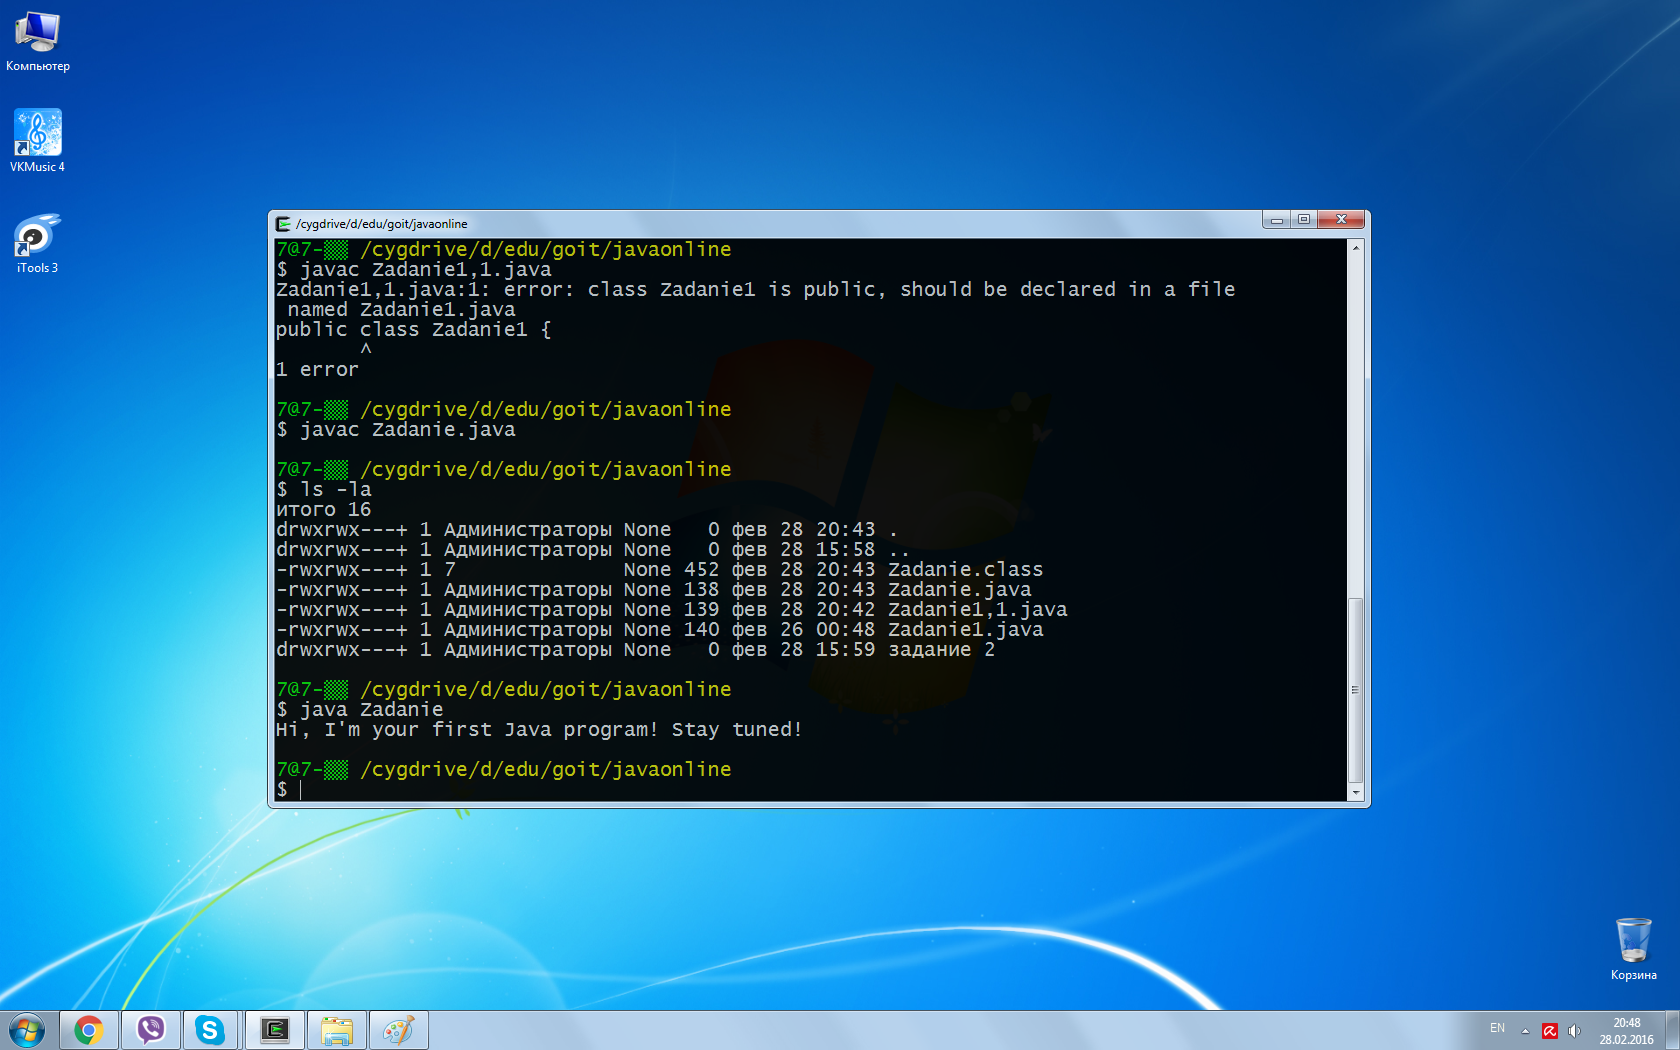 Компьютер
VKMusic 4
iTools 3
/cygdrive/d/edu/goit/javaonline
7@7-▒▒ /cygdrive/d/edu/goit/javaonline
$ javac Zadanie1,1.java
Zadanie1,1.java:1: error: class Zadanie1 is public, should be declared in a file
 named Zadanie1.java
public class Zadanie1 {
       ^
1 error
7@7-▒▒ /cygdrive/d/edu/goit/javaonline
$ javac Zadanie.java
7@7-▒▒ /cygdrive/d/edu/goit/javaonline
$ ls -la
итого 16
drwxrwx---+ 1 Администраторы None   0 фев 28 20:43 .
drwxrwx---+ 1 Администраторы None   0 фев 28 15:58 ..
-rwxrwx---+ 1 7              None 452 фев 28 20:43 Zadanie.class
-rwxrwx---+ 1 Администраторы None 138 фев 28 20:43 Zadanie.java
-rwxrwx---+ 1 Администраторы None 139 фев 28 20:42 Zadanie1,1.java
-rwxrwx---+ 1 Администраторы None 140 фев 26 00:48 Zadanie1.java
drwxrwx---+ 1 Администраторы None   0 фев 28 15:59 задание 2
7@7-▒▒ /cygdrive/d/edu/goit/javaonline
$ java Zadanie
Hi, I'm your first Java program! Stay tuned!
7@7-▒▒ /cygdrive/d/edu/goit/javaonline
$
Корзина
EN
20:48
28.02.2016